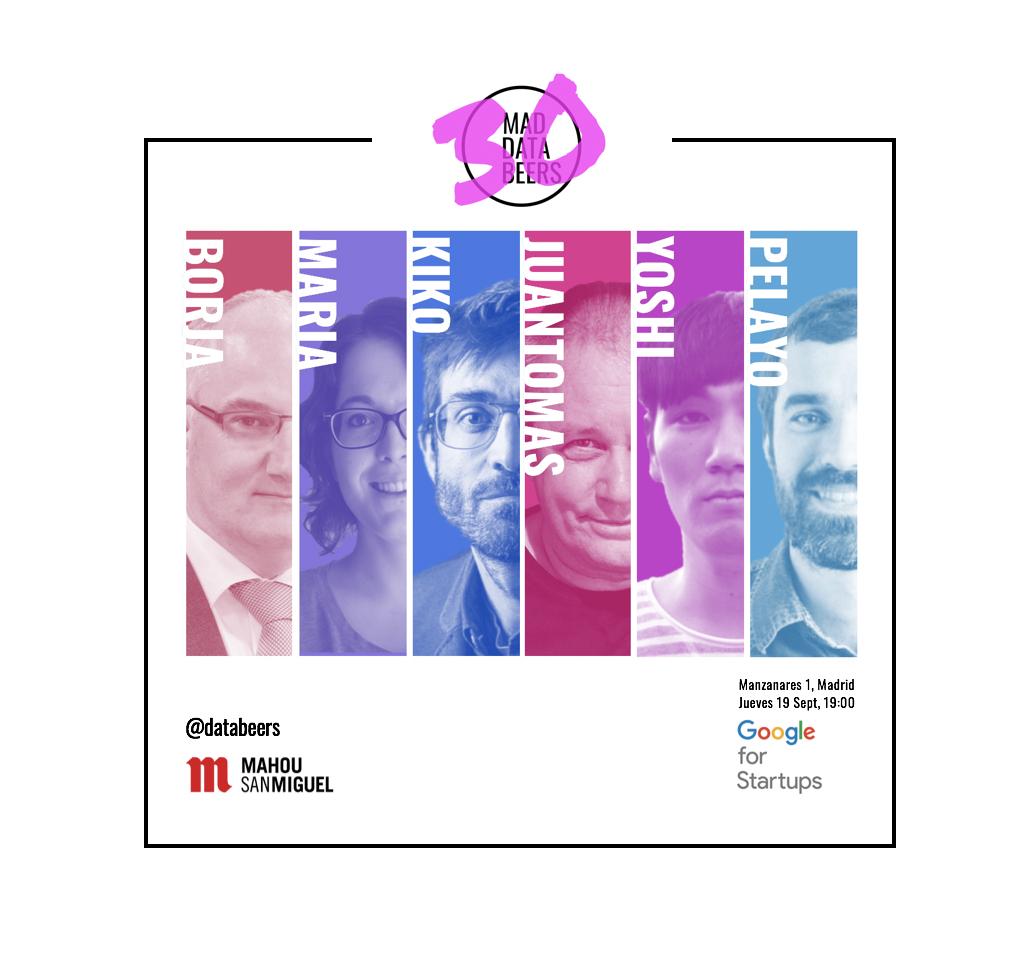 30
MAD
DATA
BEERS
BORJA
MARIA
KIKO
JUANTOMAS
YOSHI
PELAYO
Manzanares 1, Madrid
Jueves 19 Sept, 19:00
@databeers
MAHOU
SANMIGUEL
Google
for
Startups